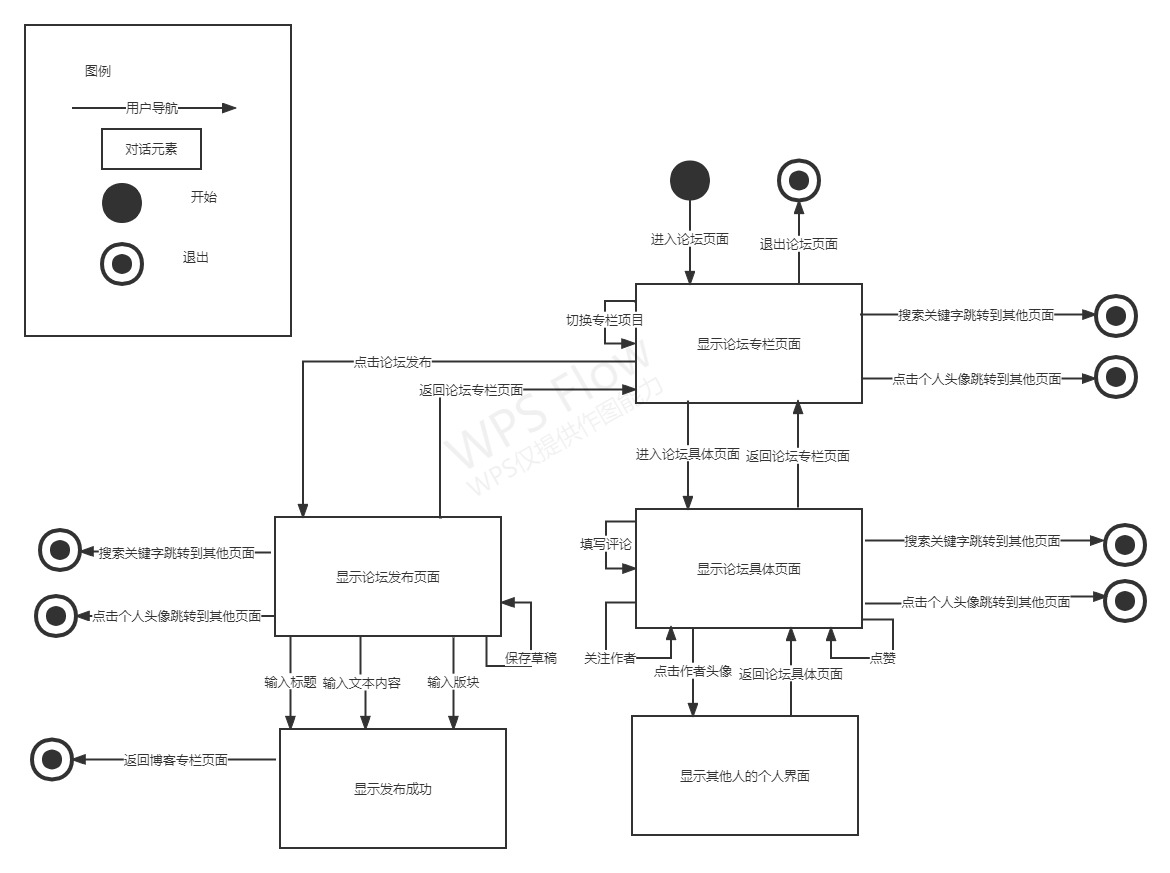 图例
用户导航
对话元素
开始
退出
进入论坛页面
退出论坛页面
切换专栏项目
显示论坛专栏页面
搜索关键字跳转到其他页面
点击个人头像跳转到其他页面
点击论坛发布
返回论坛专栏页面
WPS Flow
WPS仅提供作图能力
进入论坛具体页面
返回论坛专栏页面
填写评论
显示论坛具体页面
搜索关键字跳转到其他页面
点击个人头像跳转到其他页面
搜索关键字跳转到其他页面
显示论坛发布页面
点击个人头像跳转到其他页面
保存草稿
关注作者
点击作者头像
返回论坛具体页面
点赞
输入标题
输入文本内容
输入版块
返回博客专栏页面
显示发布成功
显示其他人的个人界面